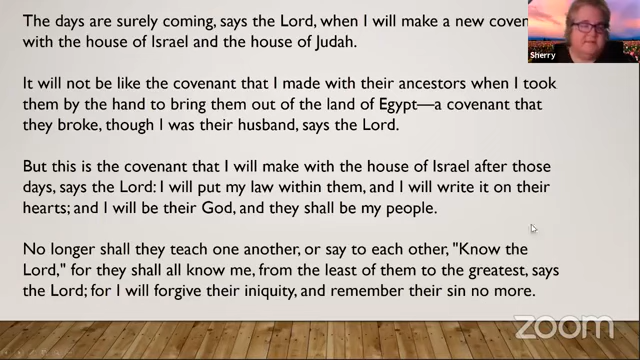 The days are surely coming, says the Lord, when I will make a new
with the house of Israel and the house of Judah.
It will not be like the covenant that I made with their ancestors when I took
them by the hand to bring them out of the land of Egypt—a covenant that
they broke, though I was their husband, says the Lord.
But this is the covenant that I will make with the house of Israel after those
days, says the Lord: I will put my law within them, and I will write it on their
hearts; and I will be their God, and they shall be my people.
No longer shall they teach one another, or say to each other, "Know the
Lord," for they shall all know me, from the least of them to the greatest, says
the Lord; for I will forgive their iniquity, and remember their sin no more.
Sherry
zoom